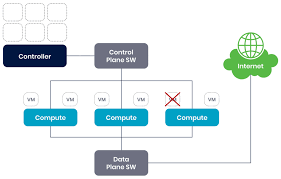 Controller
Control
Plane SW
Internet
VM
VM
VM
VM
VM
VM
Compute
Compute
Compute
Data
Plane SW